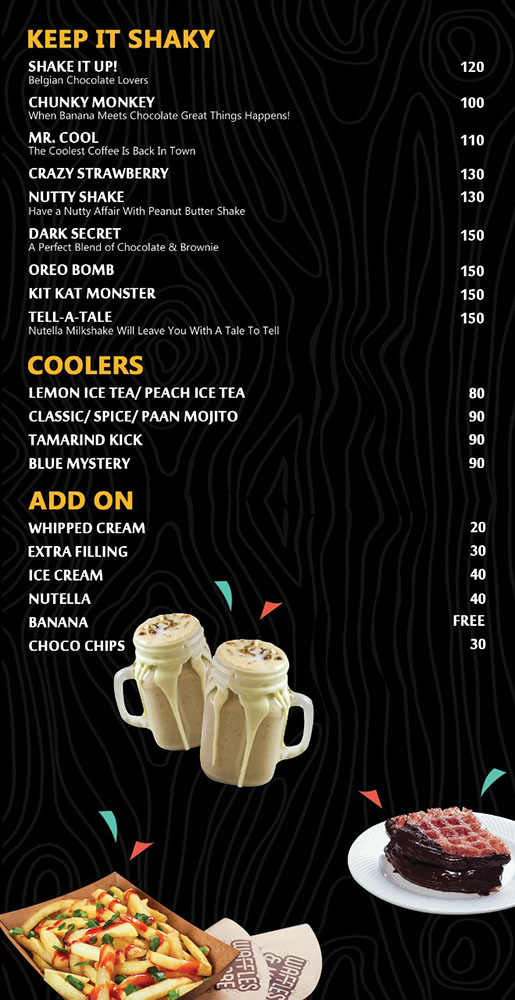 KEEP IT SHAKY
SHAKE IT UP! 120
Belgian Chocolate Lovers
CHUNKY MONKEY 100
When Banana Meets Chocolate Great Things Happens!
MR. COOL 110
The Coolest Coffee Is Back In Town
CRAZY STRAWBERRY 130
NUTTY SHAKE 130
Have a Nutty Affair With Peanut Butter Shake
DARK SECRET 150
A Perfect Blend of Chocolate & Brownie
OREO BOMB 150
KIT KAT MONSTER 150
TELL-A-TALE 150
Nutella Milkshake Will Leave You With A Tale To Tell
COOLERS
LEMON ICE TEA/ PEACH ICE TEA 80
CLASSIC/ SPICE/ PAAN MOJITO 90
TAMARIND KICK 90
BLUE MYSTERY 90
ADD ON
WHIPPED CREAM 20
EXTRA FILLING 30
ICE CREAM 40
NUTELLA 40
BANANA FREE
CHOCO CHIPS 30
WAFFLES
&
WAFFLES